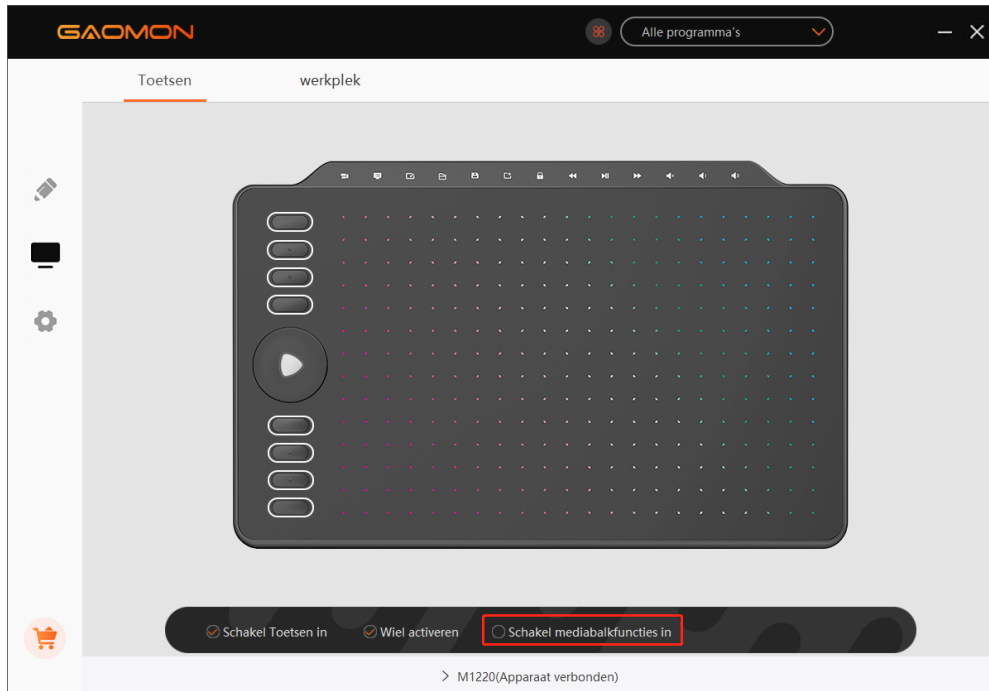 GAOMON
Alle programma's
Toetsen
werkplek
Schakel Toetsen in
Wiel activeren
Schakel mediabalkfuncties in
M1220(Apparaat verbonden)